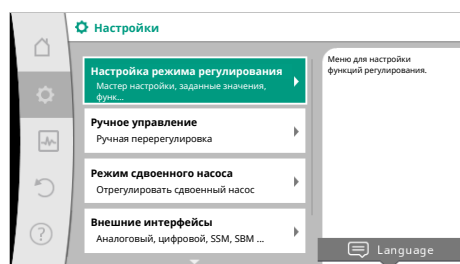 Настройки
Настройка режима регулирования
Мастер настройки, заданные значения,
функ...
Ручное управление
Ручная перерегулировка
Режим сдвоенного насоса
Отрегулировать сдвоенный насос
Внешние интерфейсы
Аналоговый, цифровой, SSM, SBM ...
Меню для настройки
функций регулирования.
Language